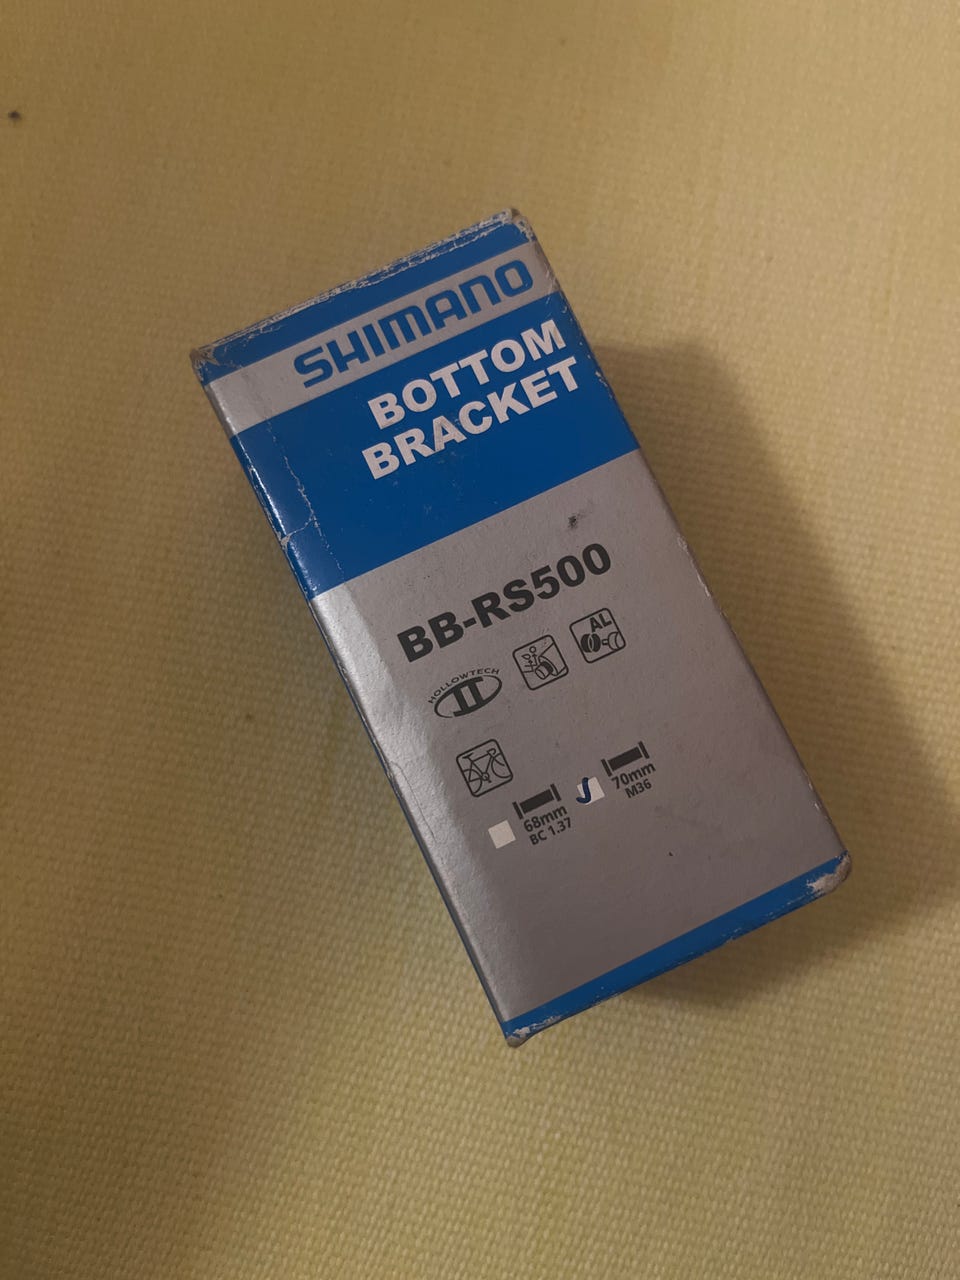 SHIMANO
BOTTOM
BRACKET
BB-RS500
HOLLOWTECH
II
AL
68mm
BC 1.37
70mm
M36